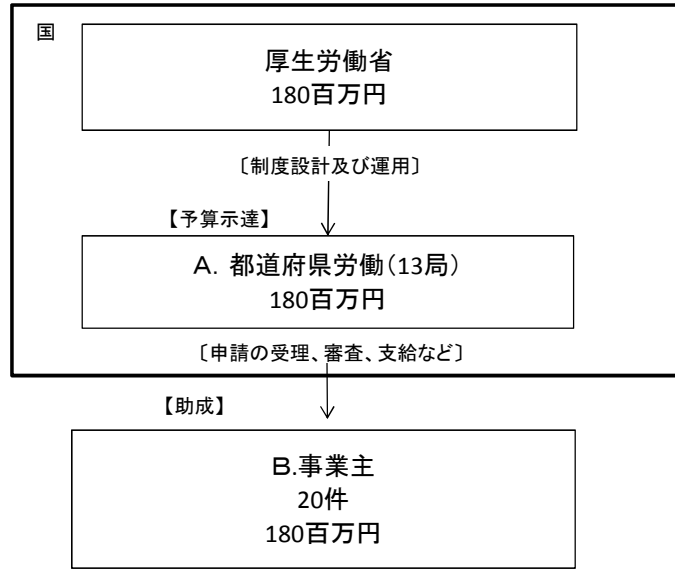 国
厚生労働省
180百万円
〔制度設計及び運用〕
【予算示達】
A. 都道府県労働(13局)
180百万円
〔申請の受理、審査、支給など〕
【助成】
B.事業主
20件
180百万円